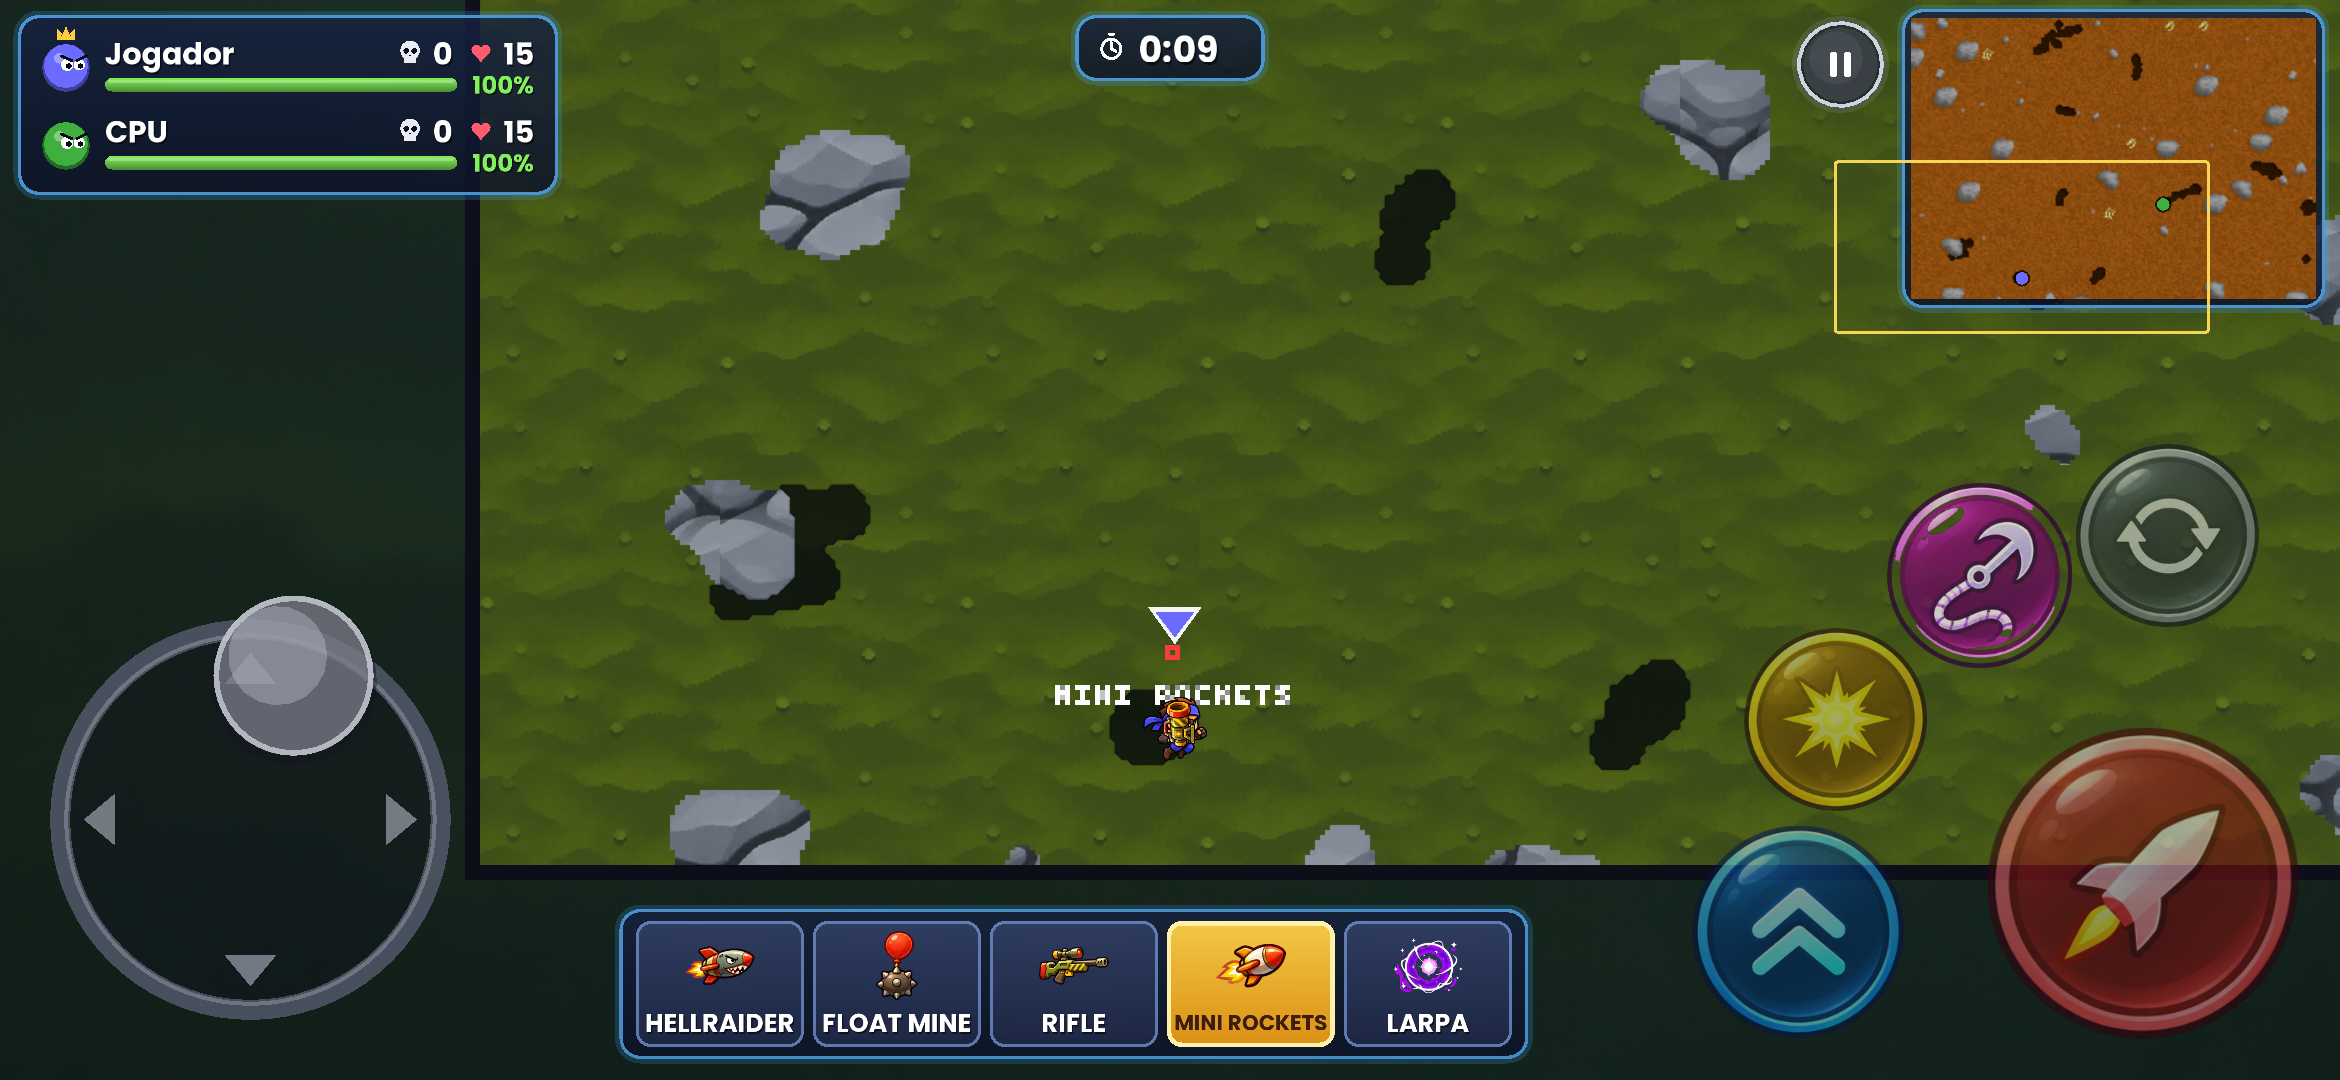 Jogador 0 15
100%
CPU 0 15
100%
0:09
MINI ROCKETS
HELLRAIDER
FLOAT MINE
RIFLE
MINI ROCKETS
LARPA